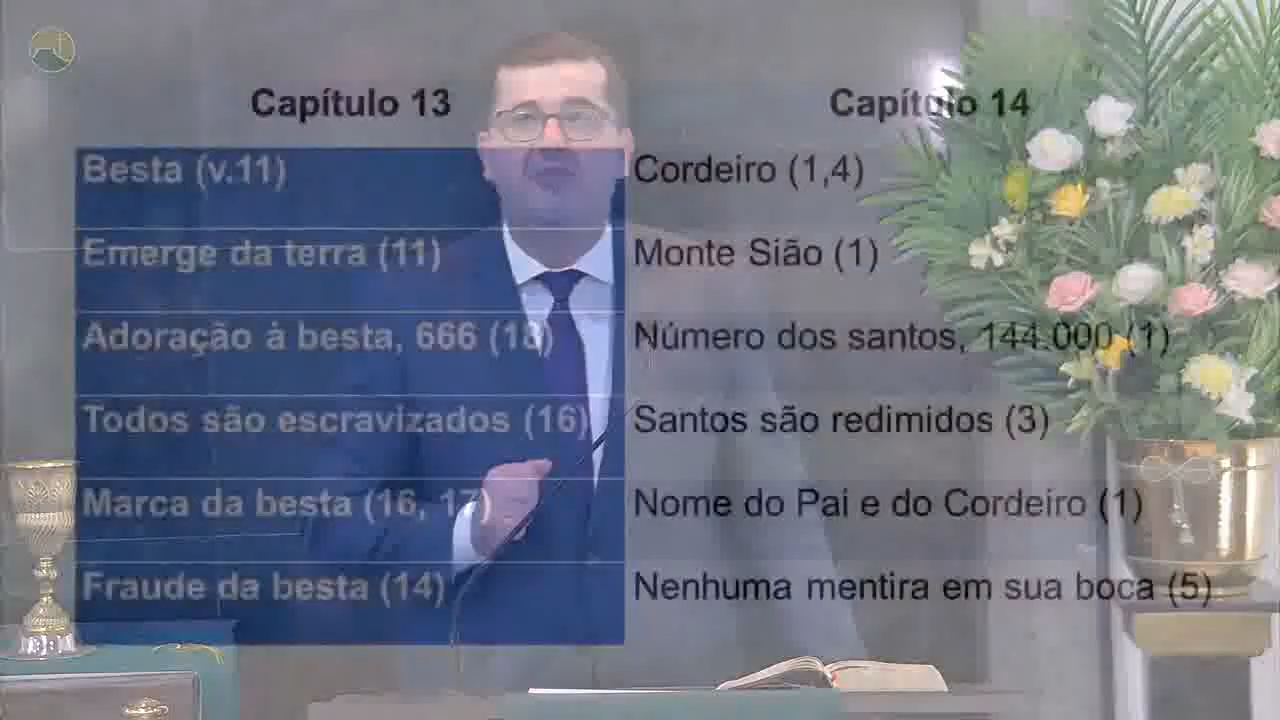 Capítulo 13 Capítulo 14
Besta (v.11) Cordeiro (1,4)
Emerge da terra (11) Monte Sião (1)
Adoração à besta, 666 (18) Número dos santos, 144.000 (1)
Todos são escravizados (16) Santos são redimidos (3)
Marca da besta (16, 17) Nome do Pai e do Cordeiro (1)
Fraude da besta (14) Nenhuma mentira em sua boca (5)